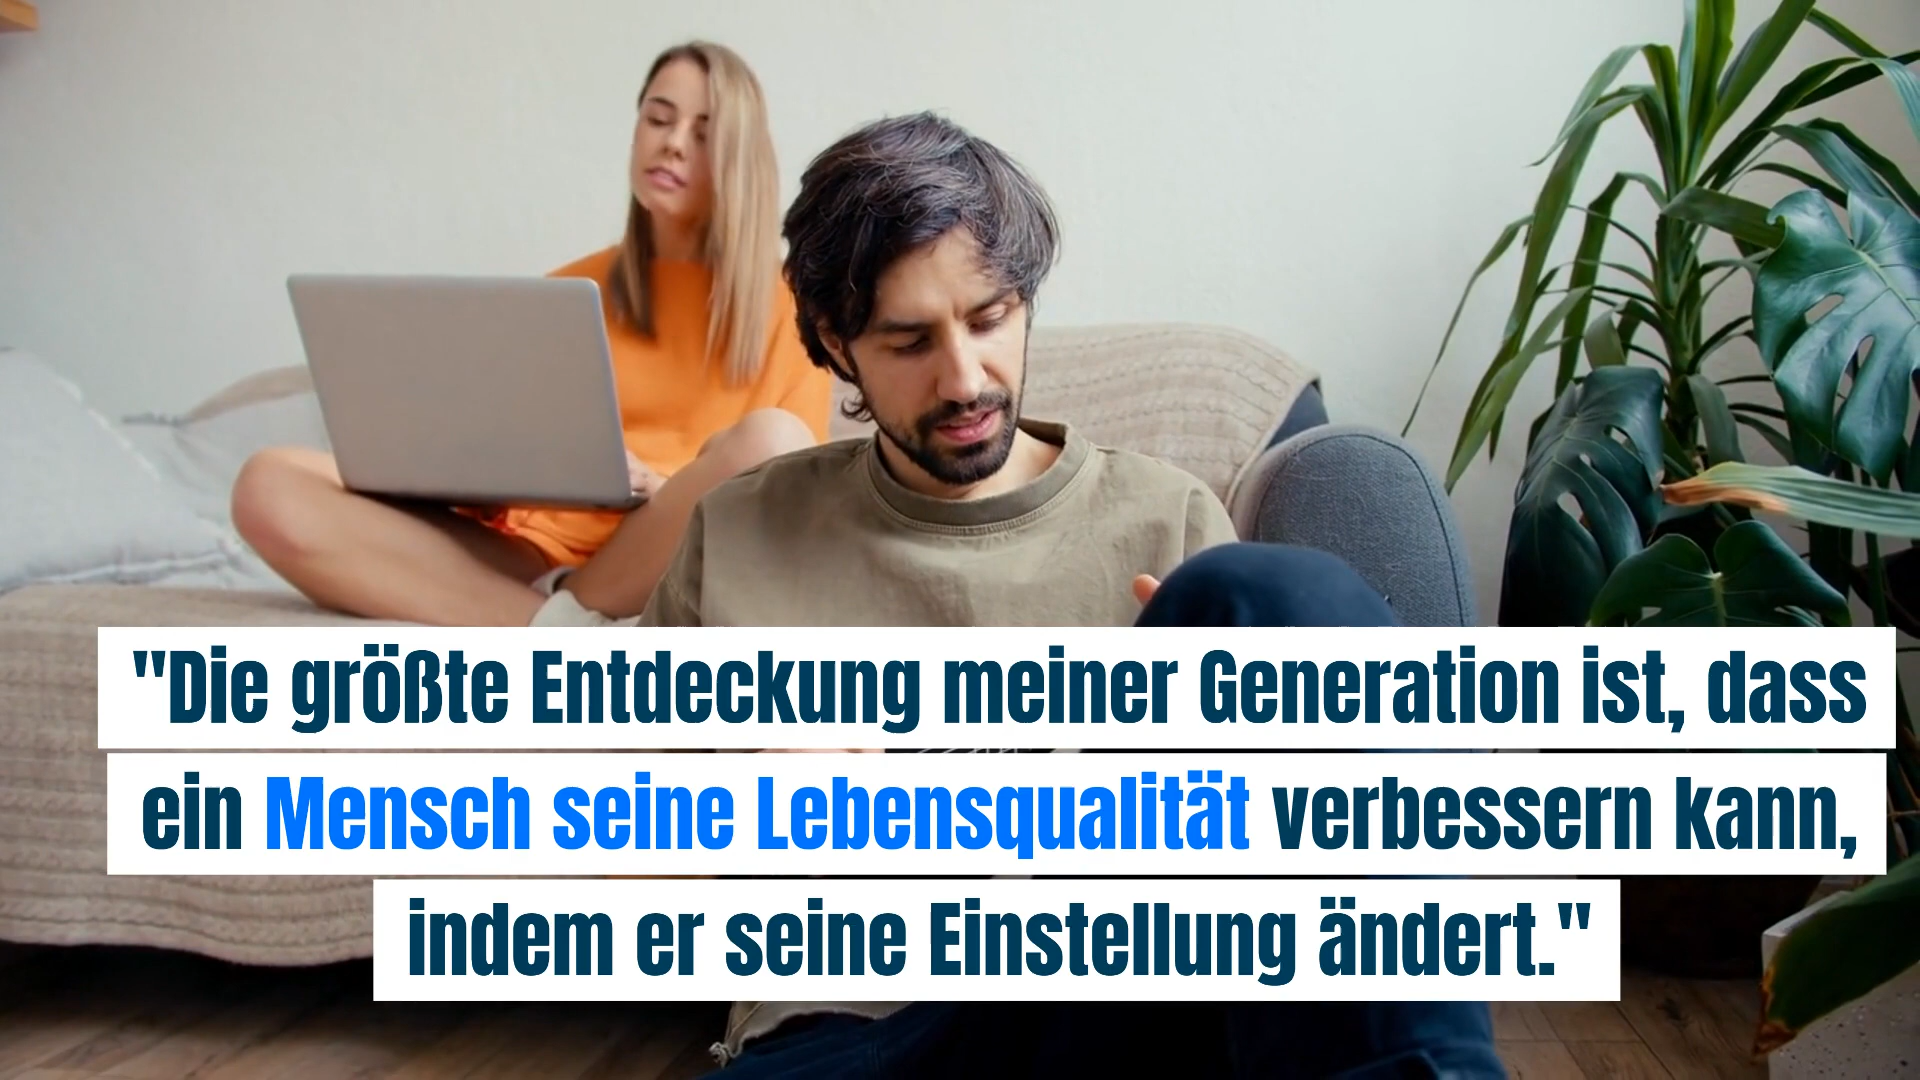 "Die größte Entdeckung meiner Generation ist, dass
ein Mensch seine Lebensqualität verbessern kann,
indem er seine Einstellung ändert."